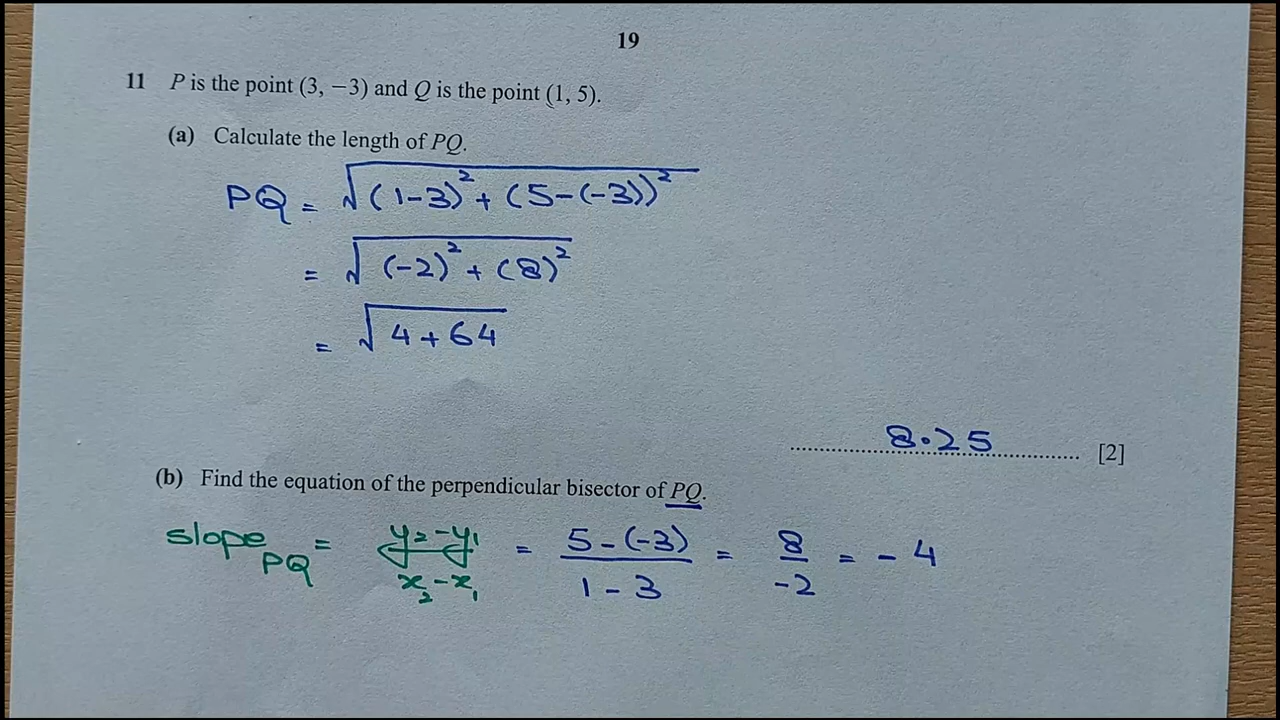 19
11 P is the point (3, −3) and Q is the point (1, 5).
(a) Calculate the length of PQ.
PQ = √((1-3)² + (5-(-3))²
= √((-2)² + (8)²)
= √(4+64)
8.25 [2]
(b) Find the equation of the perpendicular bisector of PQ.
slope PQ = y₂-y₁ / x₂-x₁ = 5-(-3) / 1-3 = 8 / -2 = -4